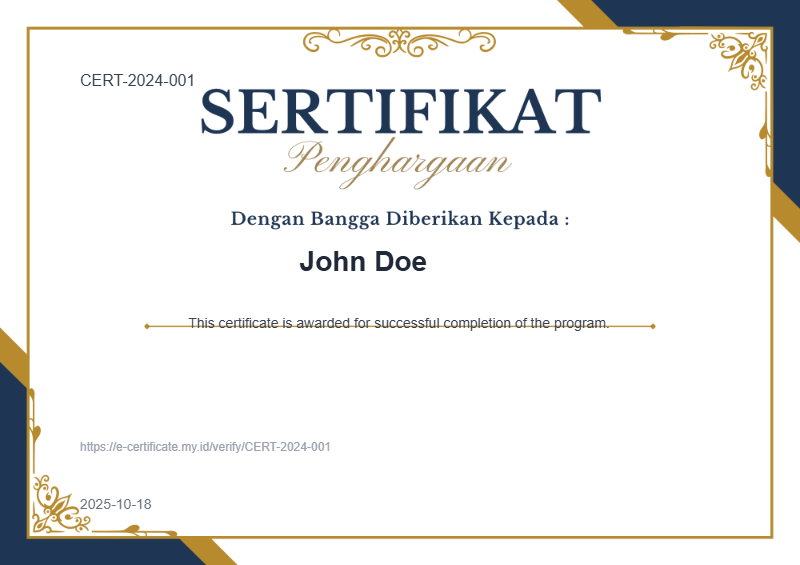 CERT-2024-001
SERTIFIKAT
Penghargaan
Dengan Bangga Diberikan Kepada :
John Doe
This certificate is awarded for successful completion of the program.
https://e-certificate.my.id/verify/CERT-2024-001
2025-10-18